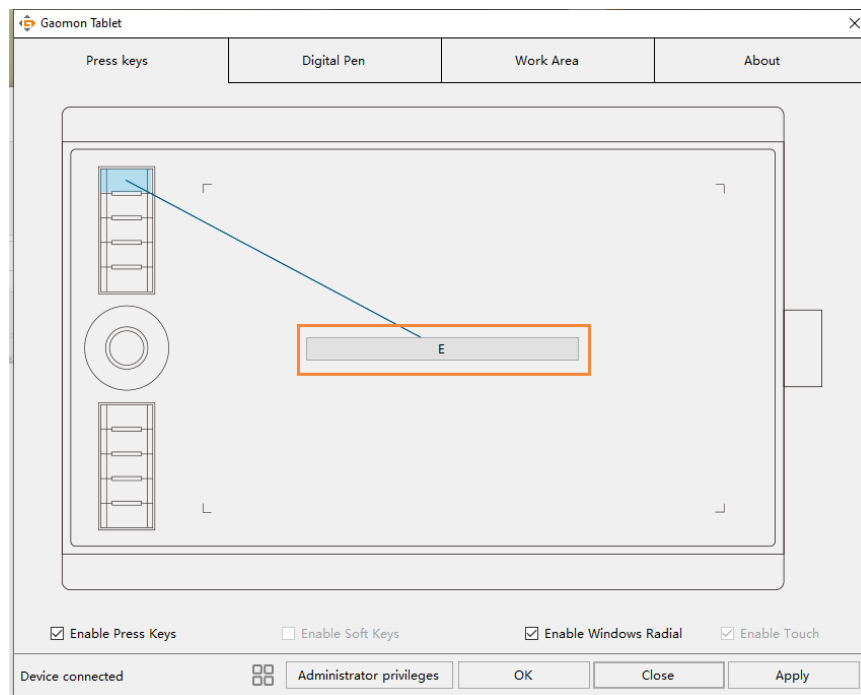 Gaomon Tablet
Press keys
Digital Pen
Work Area
About
E
Enable Press Keys
Enable Soft Keys
Enable Windows Radial
Enable Touch
Device connected
Administrator privileges
OK
Close
Apply